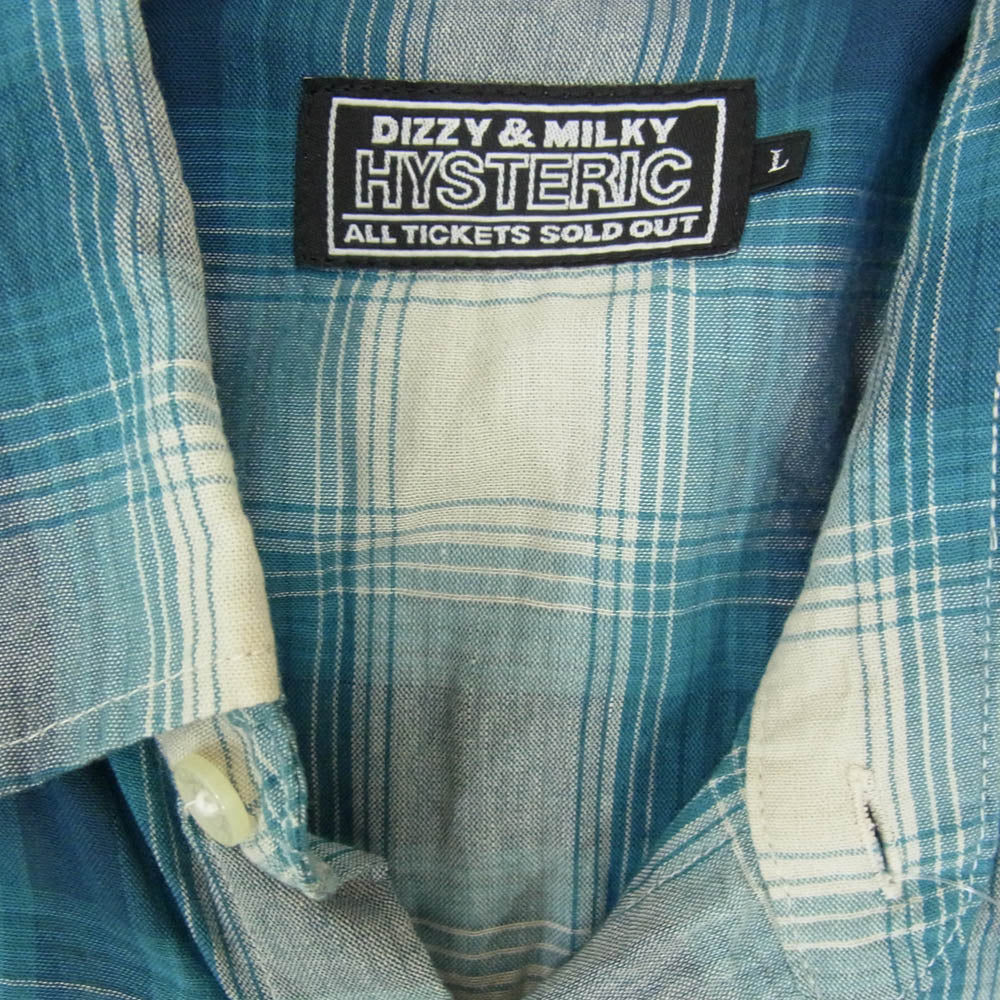 DIZZY & MILKY
HYSTERIC
ALL TICKETS SOLD OUT
L